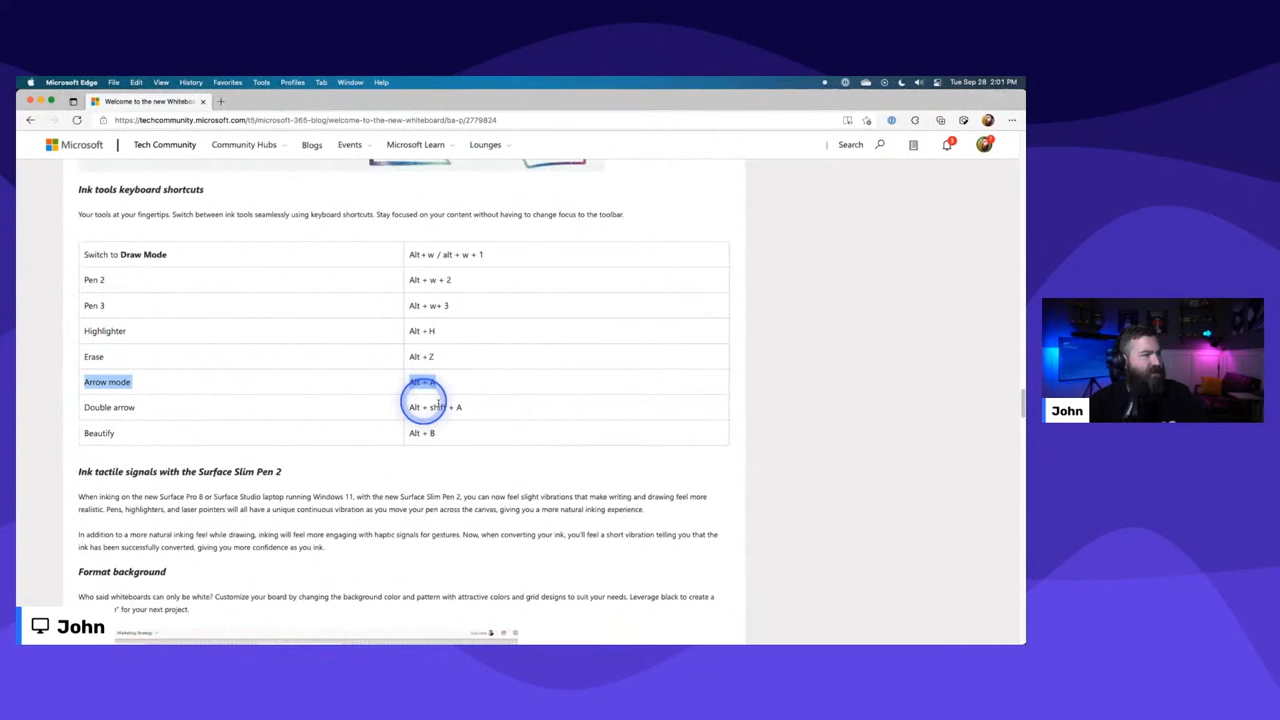 Microsoft Edge File Edit View History Favorites Tools Profiles Tab Window Help Tue Sep 28 2:01 PM
Welcome to the new Whiteboa
https://techcommunity.microsoft.com/t5/microsoft-365-blog/welcome-to-the-new-whiteboard/ba-p/2779824
Microsoft Tech Community Community Hubs Blogs Events Microsoft Learn Lounges Search
Ink tools keyboard shortcuts
Your tools at your fingertips. Switch between ink tools seamlessly using keyboard shortcuts. Stay focused on your content without having to change focus to the toolbar.
Switch to Draw Mode Alt+w / alt + w + 1
Pen 2 Alt + w + 2
Pen 3 Alt + w+ 3
Highlighter Alt + H
Erase Alt + Z
Arrow mode Alt + A
Double arrow Alt + shift + A
Beautify Alt + B
Ink tactile signals with the Surface Slim Pen 2
When inking on the new Surface Pro 8 or Surface Studio laptop running Windows 11, with the new Surface Slim Pen 2, you can now feel slight vibrations that make writing and drawing feel more
realistic. Pens, highlighters, and laser pointers will all have a unique continuous vibration as you move your pen across the canvas, giving you a more natural inking experience.
In addition to a more natural inking feel while drawing, inking will feel more engaging with haptic signals for gestures. Now, when converting your ink, you'll feel a short vibration telling you that the
ink has been successfully converted, giving you more confidence as you ink.
Format background
Who said whiteboards can only be white? Customize your board by changing the background color and pattern with attractive colors and grid designs to suit your needs. Leverage black to create a
" for your next project.
Marketing Strategy
John
John